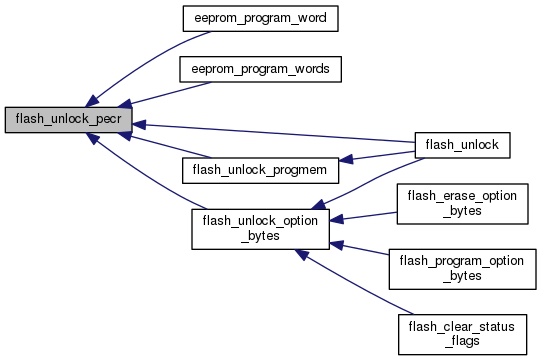 eeprom_program_word
eeprom_program_words
flash_unlock_pecr
flash_unlock
flash_unlock_progmem
flash_erase_option
_bytes
flash_unlock_option
_bytes
flash_program_option
_bytes
flash_clear_status
_flags